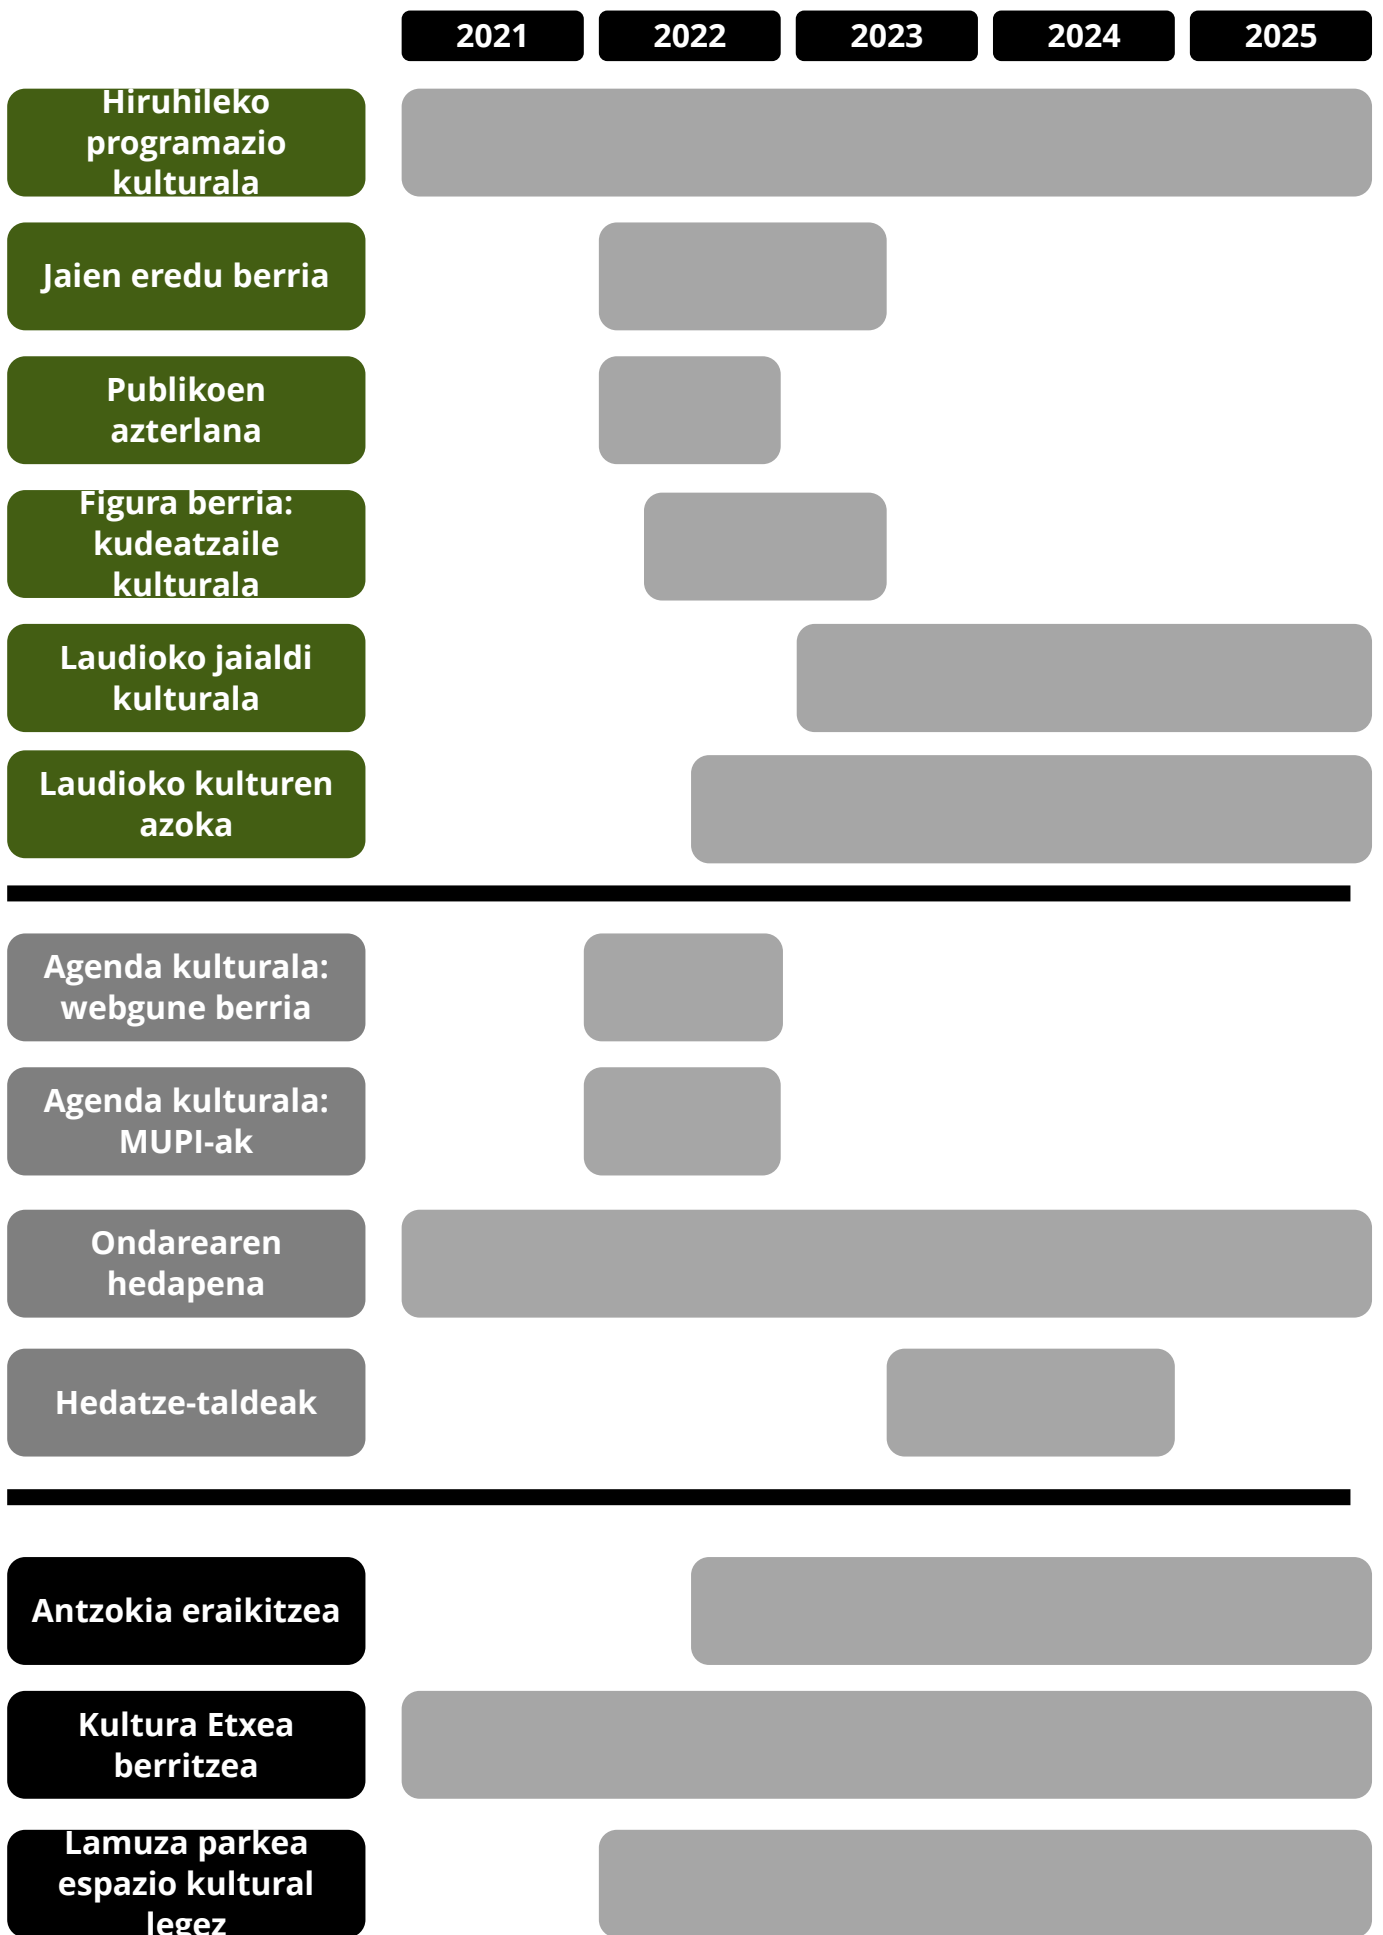 2021 2022 2023 2024 2025
Hiruhileko
programazio
kulturala
Jaien eredu berria
Publikoen
azterlana
Figura berria:
kudeatzaile
kulturala
Laudioko jaialdi
kulturala
Laudioko kulturen
azoka
Agenda kulturala:
webgune berria
Agenda kulturala:
MUPI-ak
Ondarearen
hedapena
Hedatze-taldeak
Antzokia eraikitzea
Kultura Etxea
berritzea
Lamuza parkea
espazio kultural
legez